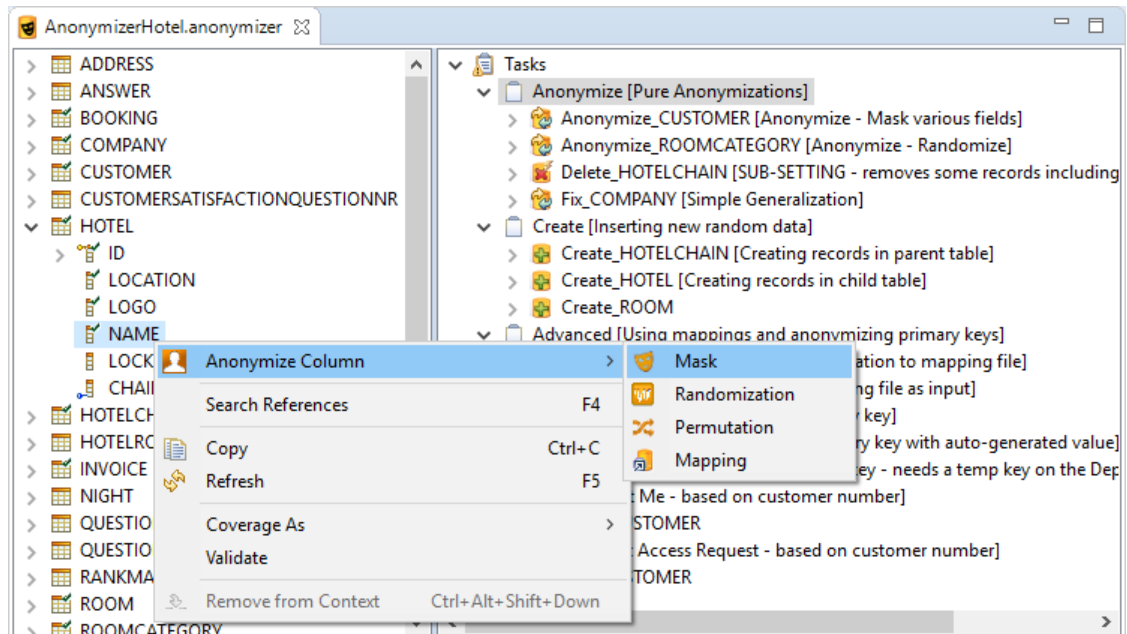 AnonymizerHotel.anonymizer
ADDRESS
ANSWER
BOOKING
COMPANY
CUSTOMER
CUSTOMERSATISFACTIONQUESTIONNR
HOTEL
ID
LOCATION
LOGO
NAME
LOCK
CHAI
HOTELCH
HOTELRO
INVOICE
NIGHT
QUESTIO
QUESTIO
RANKMA
ROOM
ROOMCATEGORY
Anonymize Column
Search References F4
Copy Ctrl+C
Refresh F5
Coverage As
Validate
Remove from Context Ctrl+Alt+Shift+Down
Mask
Randomization
Permutation
Mapping
Tasks
Anonymize [Pure Anonymizations]
Anonymize_CUSTOMER [Anonymize - Mask various fields]
Anonymize_ROOMCATEGORY [Anonymize - Randomize]
Delete_HOTELCHAIN [SUB-SETTING - removes some records including
Fix_COMPANY [Simple Generalization]
Create [Inserting new random data]
Create_HOTELCHAIN [Creating records in parent table]
Create_HOTEL [Creating records in child table]
Create_ROOM
Advanced [Using mappings and anonymizing primary keys]
ation to mapping file]
ng file as input]
key]
ry key with auto-generated value]
ey - needs a temp key on the Dep
Me - based on customer number]
STOMER
Access Request - based on customer number]
TOMER